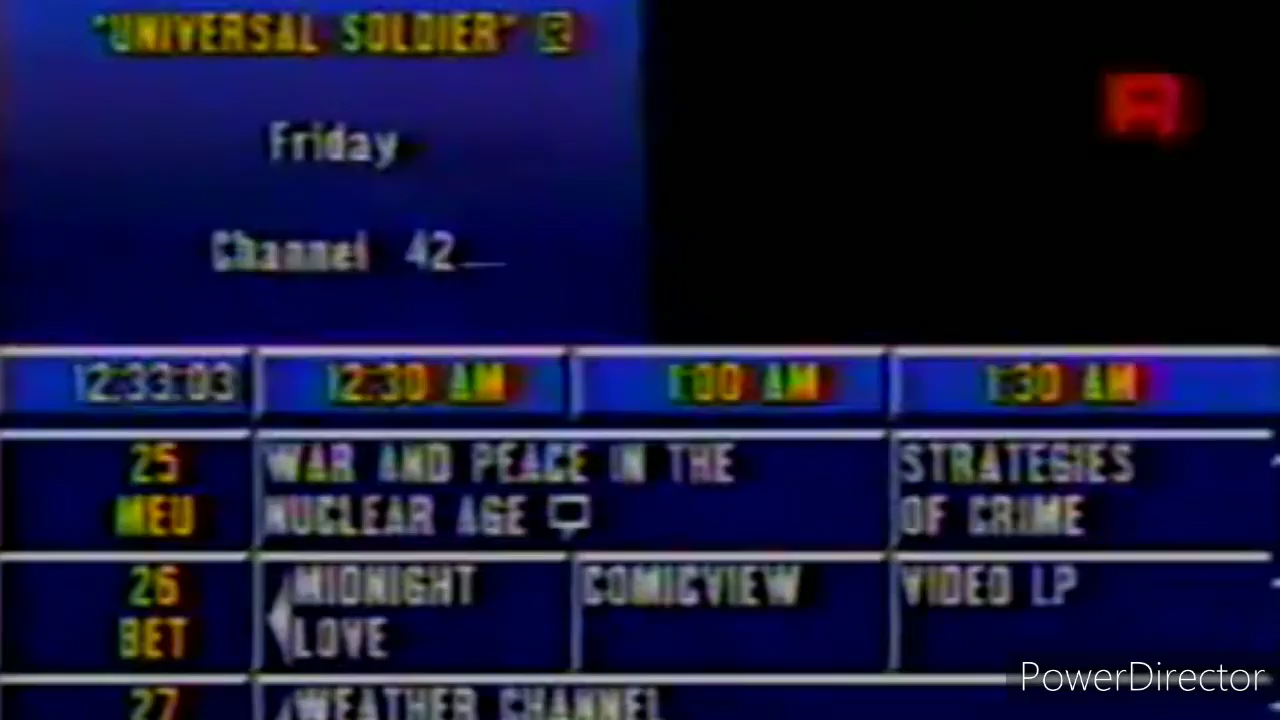 "UNIVERSAL SOLDIER" R
Friday
Channel 42
R
12:33:03 12:30 AM 1:00 AM 1:30 AM
25 WAR AND PEACE IN THE STRATEGIES
MEU NUCLEAR AGE OF CRIME
26 MIDNIGHT COMICVIEW VIDEO LP
BET LOVE
27 WEATHER CHANNEL
PowerDirector